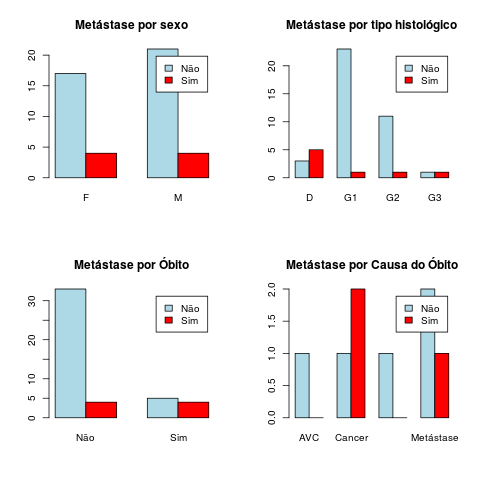 Metástase por sexo
20
15
10
5
0
Não
Sim
F
M
Metástase por tipo histológico
20
15
10
5
0
Não
Sim
D
G1
G2
G3
Metástase por Óbito
30
20
10
5
0
Não
Sim
Não
Sim
Metástase por Causa do Óbito
2.0
1.5
1.0
0.5
0.0
Não
Sim
AVC
Cancer
Metástase